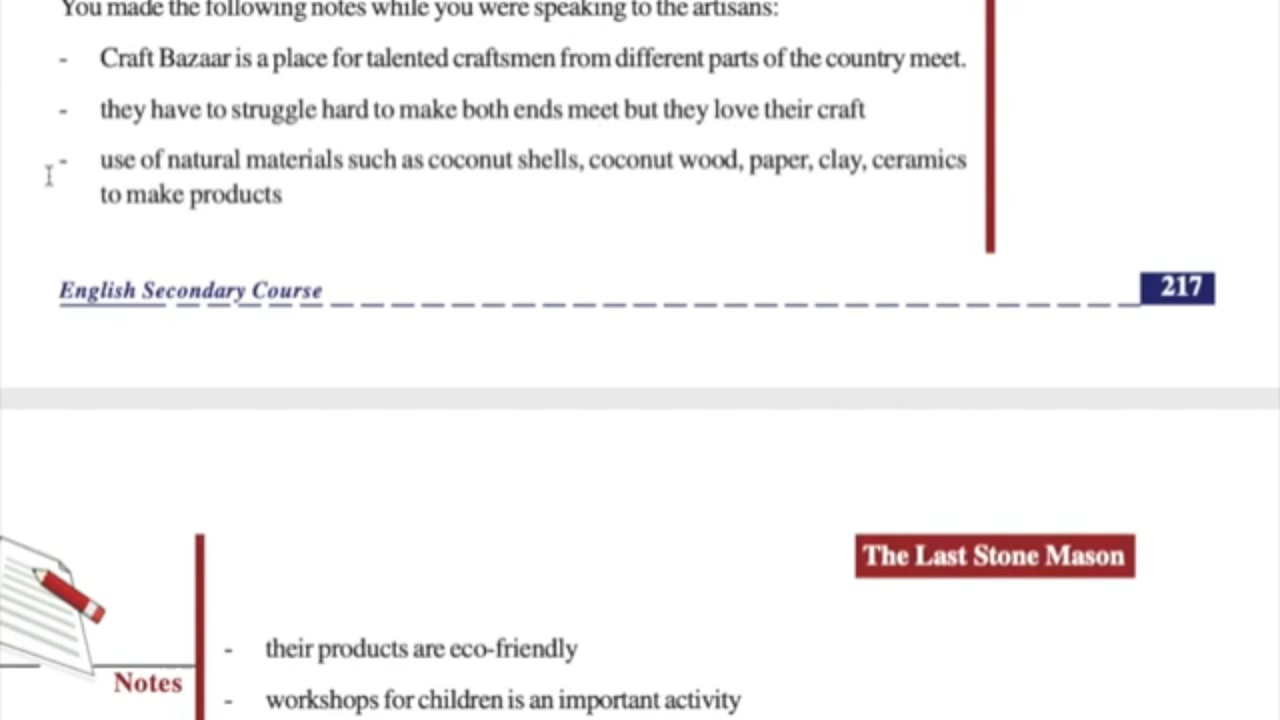 You made the following notes while you were speaking to the artisans:
- Craft Bazaar is a place for talented craftsmen from different parts of the country meet.
- they have to struggle hard to make both ends meet but they love their craft
- use of natural materials such as coconut shells, coconut wood, paper, clay, ceramics
to make products
English Secondary Course
217
The Last Stone Mason
- their products are eco-friendly
Notes
- workshops for children is an important activity